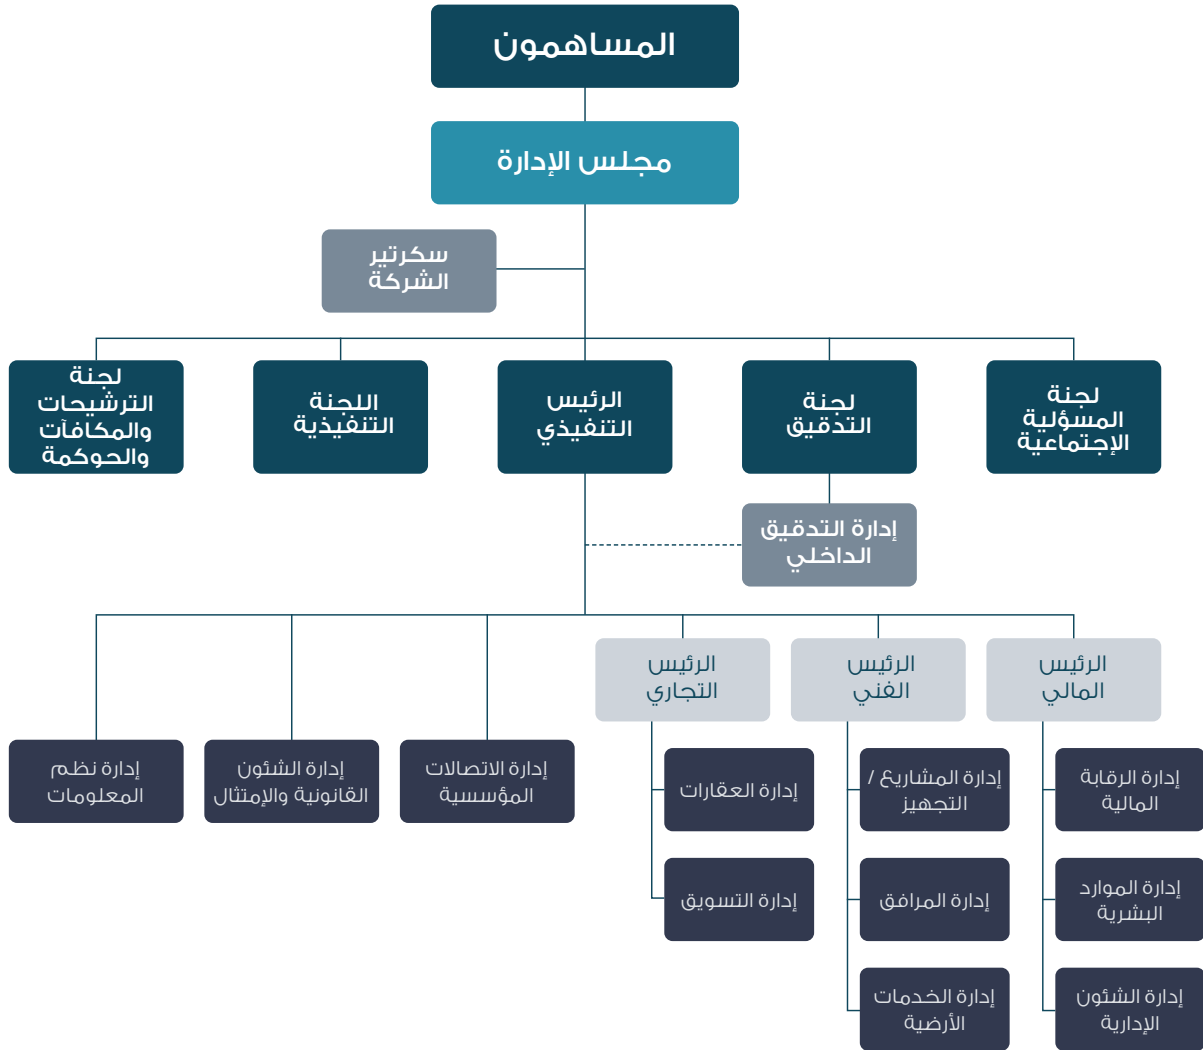 المساهمون
مجلس الإدارة
سكرتير
الشركة
لجنة
المسؤلية
الإجتماعية
لجنة
التدقيق
الرئيس
التنفيذي
اللجنة
التنفيذية
لجنة
الترشيحات
والمكافآت
والحوكمة
إدارة التدقيق
الداخلي
الرئيس
المالي
الرئيس
الفني
الرئيس
التجاري
إدارة الرقابة
المالية
إدارة الموارد
البشرية
إدارة الشئون
الإدارية
إدارة المشاريع /
التجهيز
إدارة المرافق
إدارة الخدمات
الأرضية
إدارة العقارات
إدارة التسويق
إدارة الاتصالات
المؤسسية
إدارة الشئون
القانونية والإمتثال
إدارة نظم
المعلومات